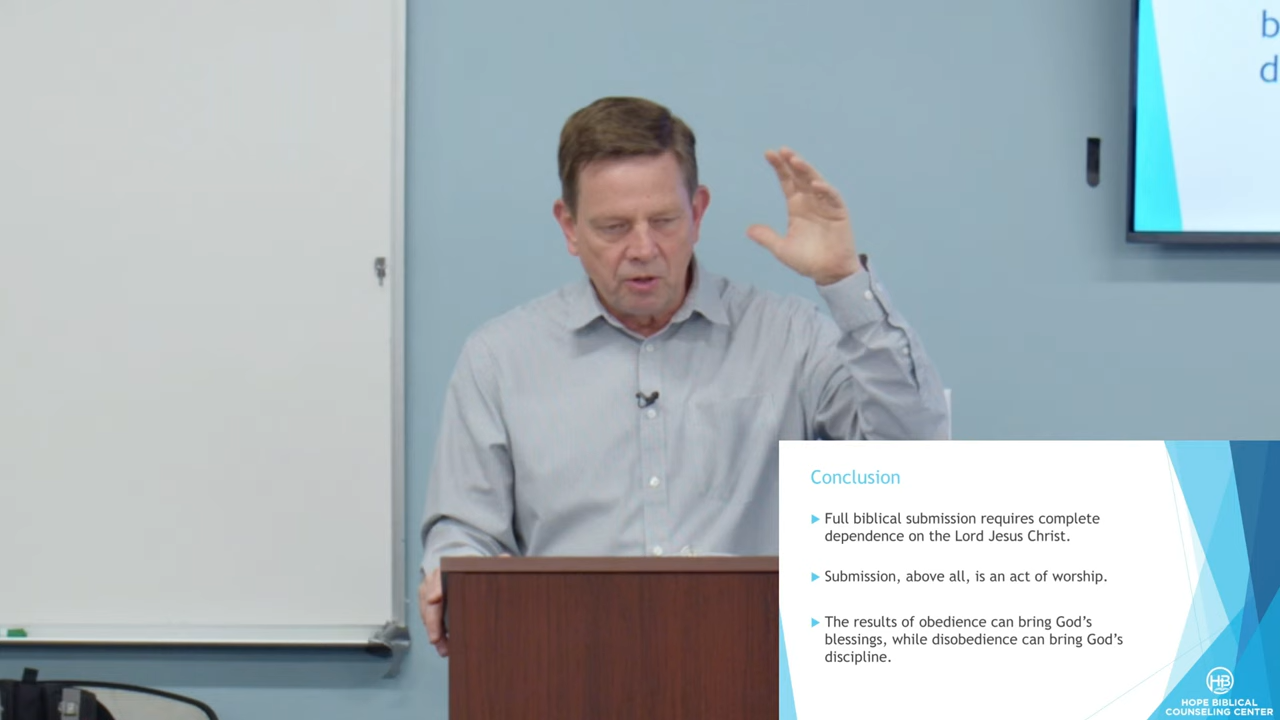 b
d
Conclusion
Full biblical submission requires complete
dependence on the Lord Jesus Christ.
Submission, above all, is an act of worship.
The results of obedience can bring God’s
blessings, while disobedience can bring God’s
discipline.
HB
HOPE BIBLICAL
COUNSELING CENTER